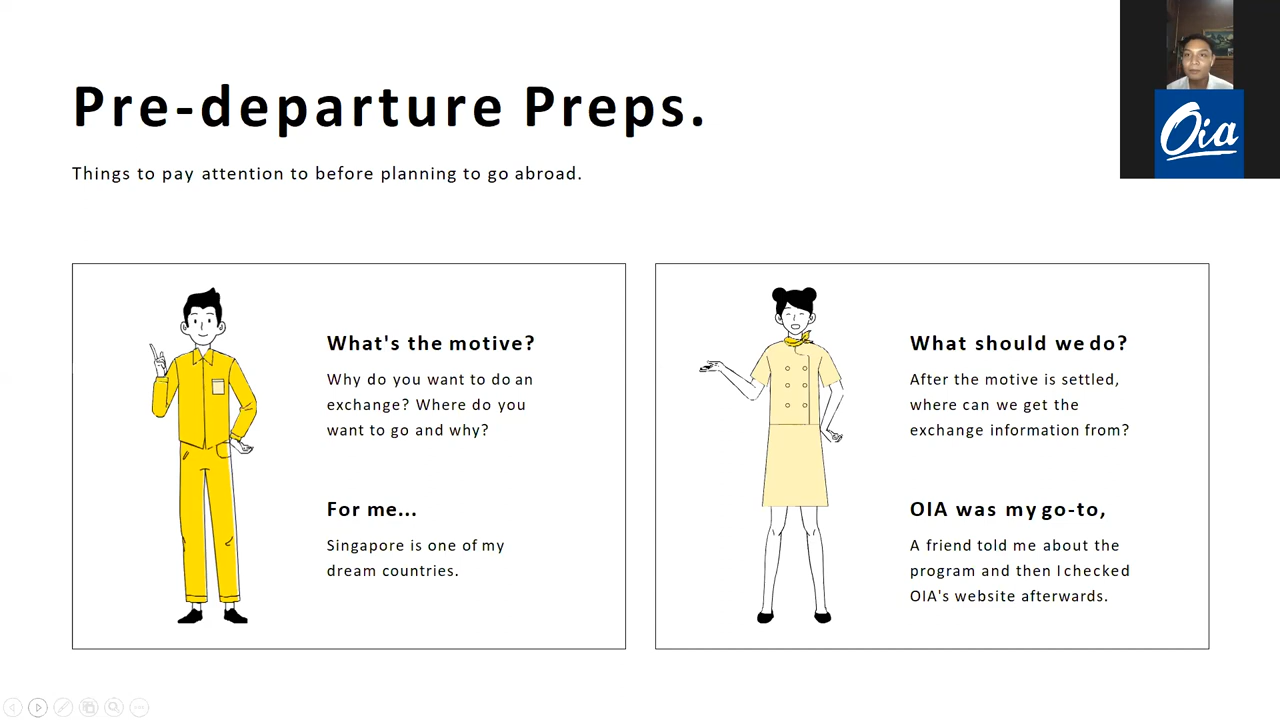 Pre-departure Preps.
Things to pay attention to before planning to go abroad.
Oia
What's the motive?
Why do you want to do an
exchange? Where do you
want to go and why?
For me...
Singapore is one of my
dream countries.
What should we do?
After the motive is settled,
where can we get the
exchange information from?
OIA was my go-to,
A friend told me about the
program and then I checked
OIA's website afterwards.